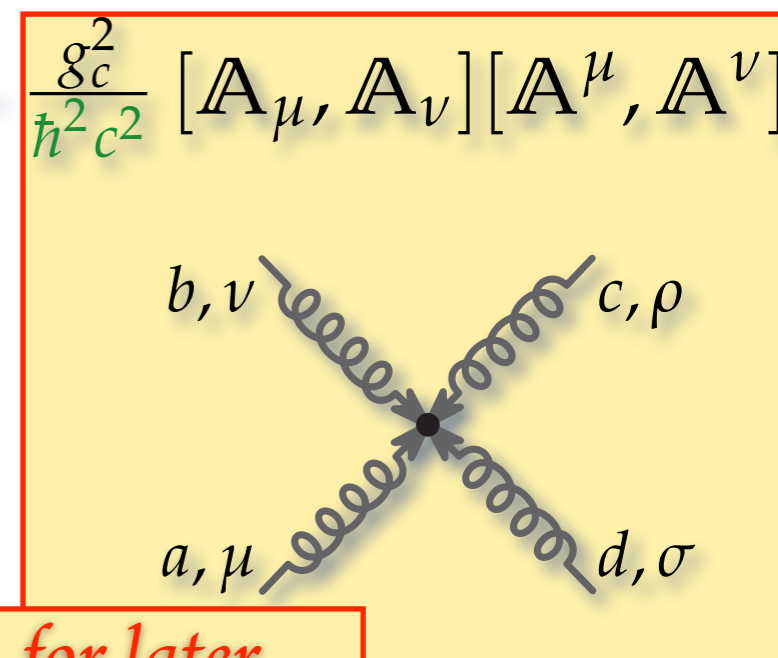 g_c^2/ħ^2c^2 [𝔸_μ, 𝔸_ν][𝔸^μ, 𝔸^ν]
b, ν c, ρ
a, μ d, σ
for later